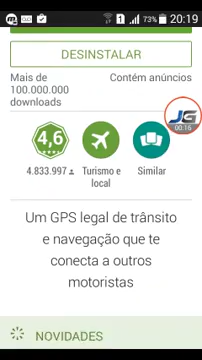 1 73% 20:19
DESINSTALAR
Mais de Contém anúncios
100.000.000
downloads
JG
00:16
4,6
4.833.997 Turismo e Similar
local
Um GPS legal de trânsito
e navegação que te
conecta a outros
motoristas
NOVIDADES